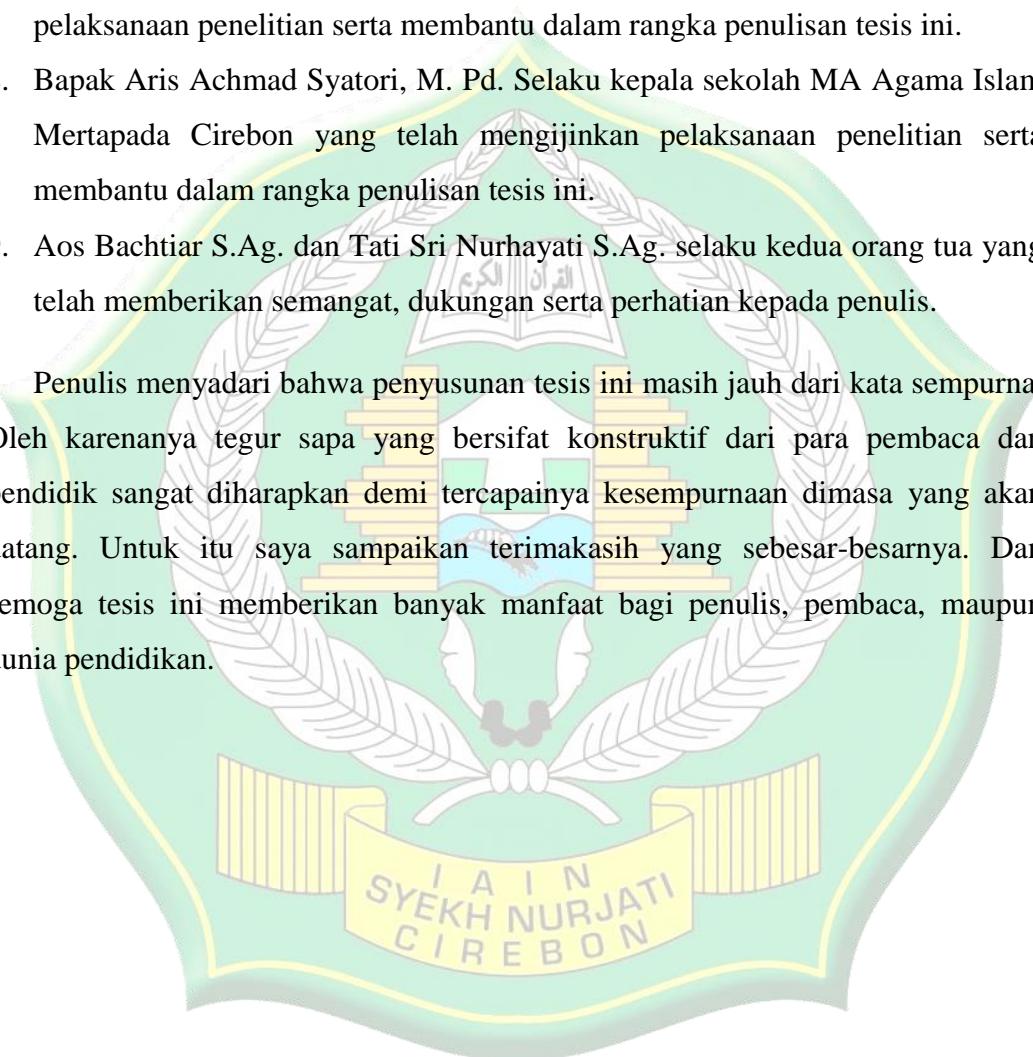 pelaksanaan penelitian serta membantu dalam rangka penulisan tesis ini.
Bapak Aris Achmad Syatori, M. Pd. Selaku kepala sekolah MA Agama Islam
Mertapada Cirebon yang telah mengijinkan pelaksanaan penelitian serta
membantu dalam rangka penulisan tesis ini.
Aos Bachtiar S.Ag. dan Tati Sri Nurhayati S.Ag. selaku kedua orang tua yang
telah memberikan semangat, dukungan serta perhatian kepada penulis.
القرآن الكريم
Penulis menyadari bahwa penyusunan tesis ini masih jauh dari kata sempurna
Oleh karenanya tegur sapa yang bersifat konstruktif dari para pembaca dan
pendidik sangat diharapkan demi tercapainya kesempurnaan dimasa yang akan
datang. Untuk itu saya sampaikan terimakasih yang sebesar-besarnya. Dan
semoga tesis ini memberikan banyak manfaat bagi penulis, pembaca, maupun
dunia pendidikan.
IAIN
SYEKH NURJATI
CIREBON